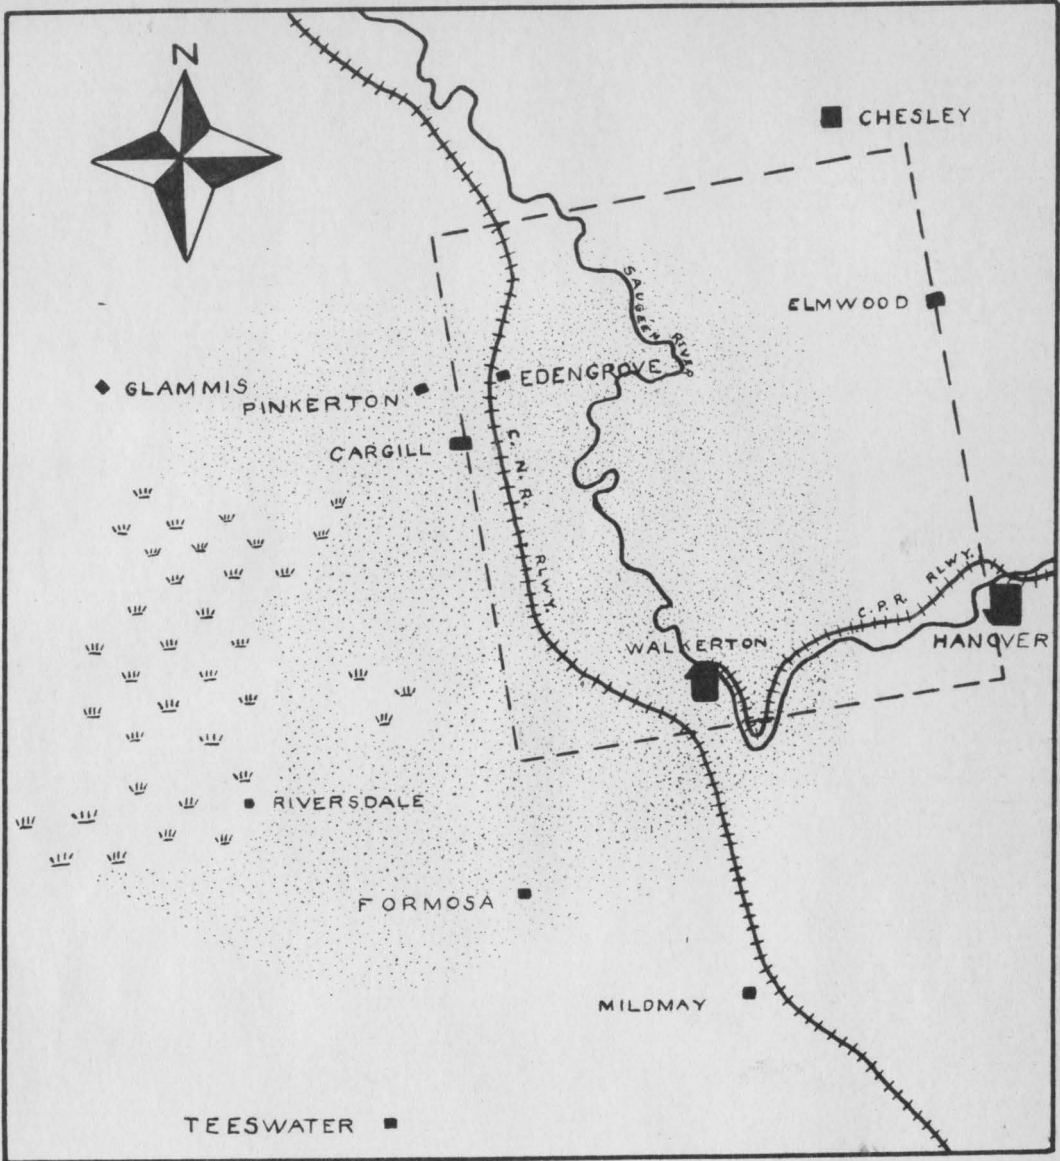 N
CHESLEY
SAUGEEN RIVER
ELMWOOD
GLAMMIS
PINKERTON
EDENGROVE
CARGILL
C. N. R. RLWY.
C.P.R. RLWY.
WALKERTON
HANOVER
RIVERSDALE
FORMOSA
MILDMAY
TEESWATER